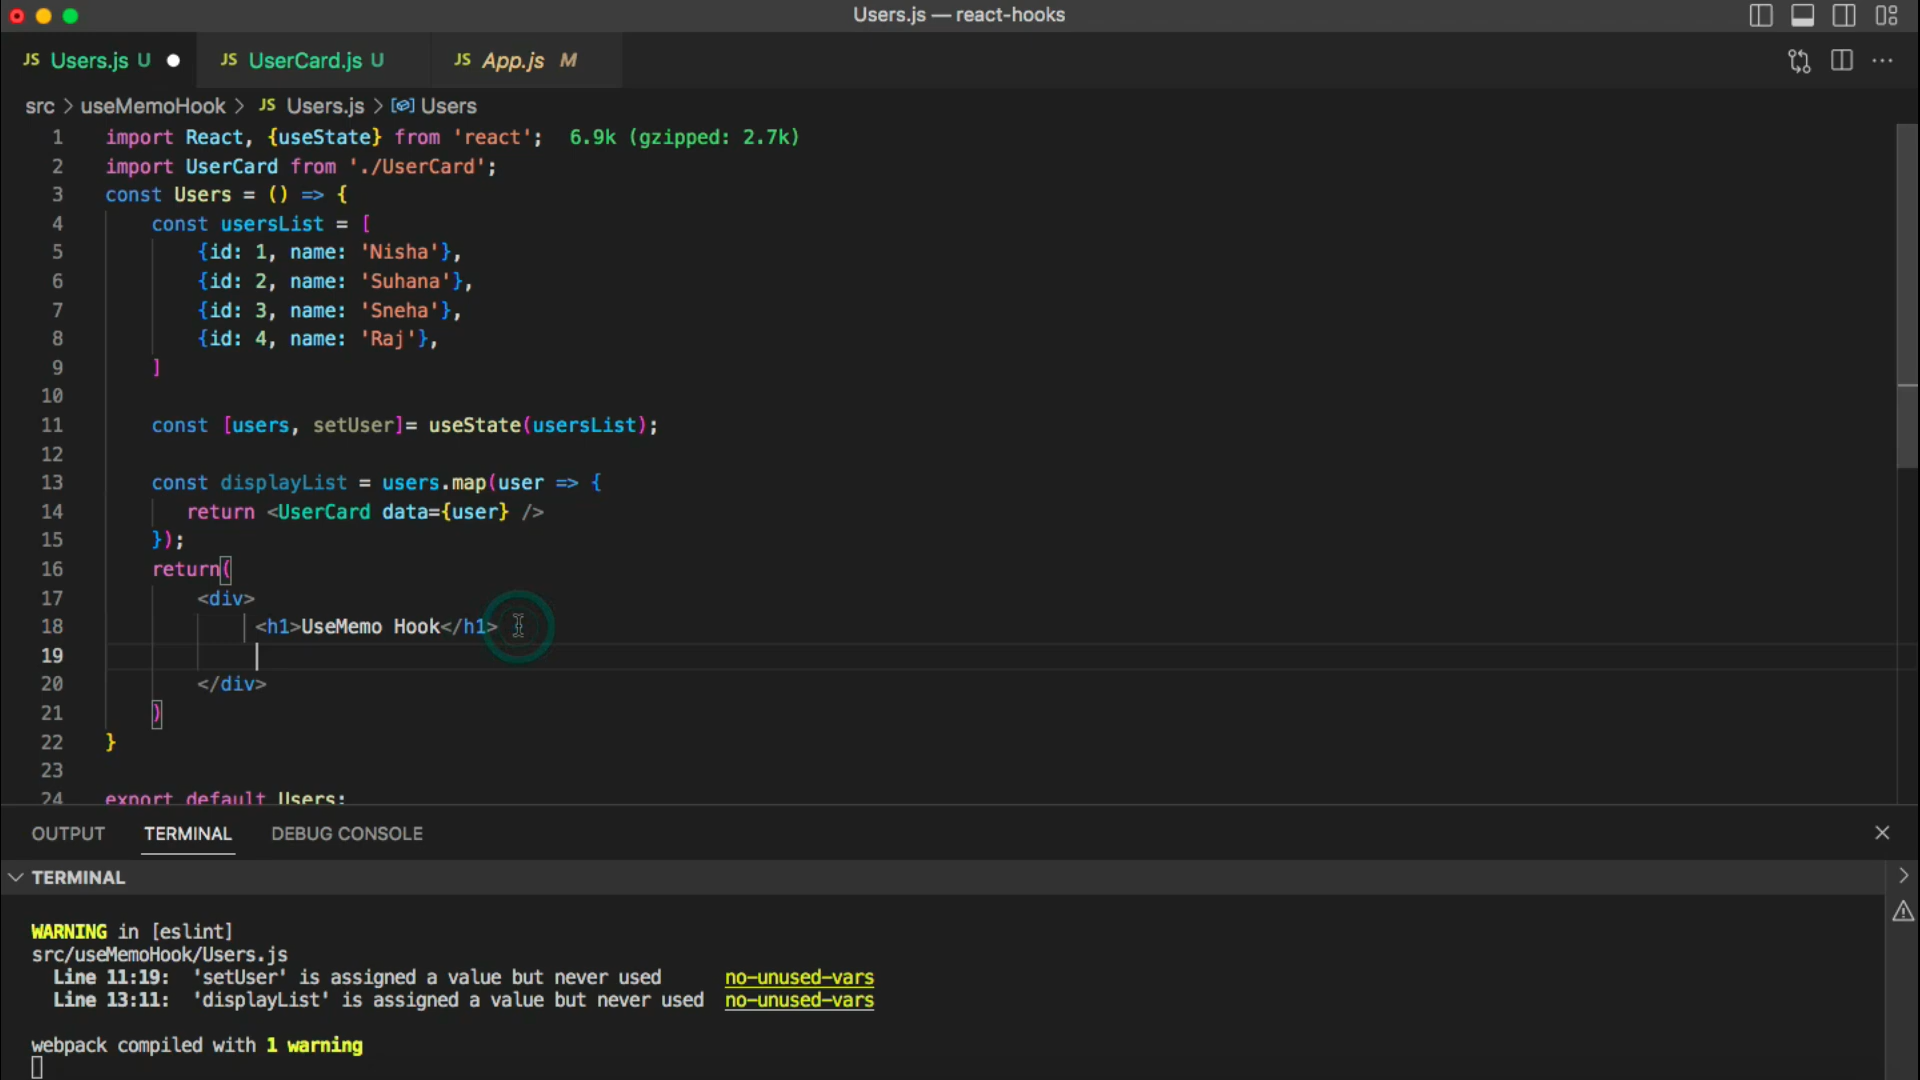 Users.js — react-hooks
JS Users.js U ● JS UserCard.js U JS App.js M
src > useMemoHook > JS Users.js > Users
1 import React, {useState} from 'react'; 6.9k (gzipped: 2.7k)
2 import UserCard from './UserCard';
3 const Users = () => {
4 const usersList = [
5 {id: 1, name: 'Nisha'},
6 {id: 2, name: 'Suhana'},
7 {id: 3, name: 'Sneha'},
8 {id: 4, name: 'Raj'},
9 ]
10
11 const [users, setUser]= useState(usersList);
12
13 const displayList = users.map(user => {
14 return <UserCard data={user} />
15 });
16 return(
17 <div>
18 <h1>UseMemo Hook</h1>
19
20 </div>
21 )
22 }
23
24 export default Users;
OUTPUT TERMINAL DEBUG CONSOLE
TERMINAL
WARNING in [eslint]
src/useMemoHook/Users.js
Line 11:19: 'setUser' is assigned a value but never used no-unused-vars
Line 13:11: 'displayList' is assigned a value but never used no-unused-vars
webpack compiled with 1 warning